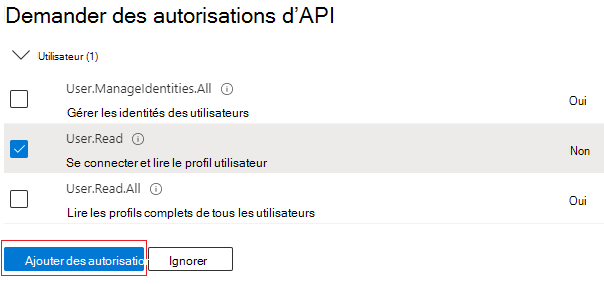 Demander des autorisations d'API
Utilisateur (1)
User.ManageIdentities.All
Gérer les identités des utilisateurs
Oui
User.Read
Se connecter et lire le profil utilisateur
Non
User.Read.All
Lire les profils complets de tous les utilisateurs
Oui
Ajouter des autorisation
Ignorer